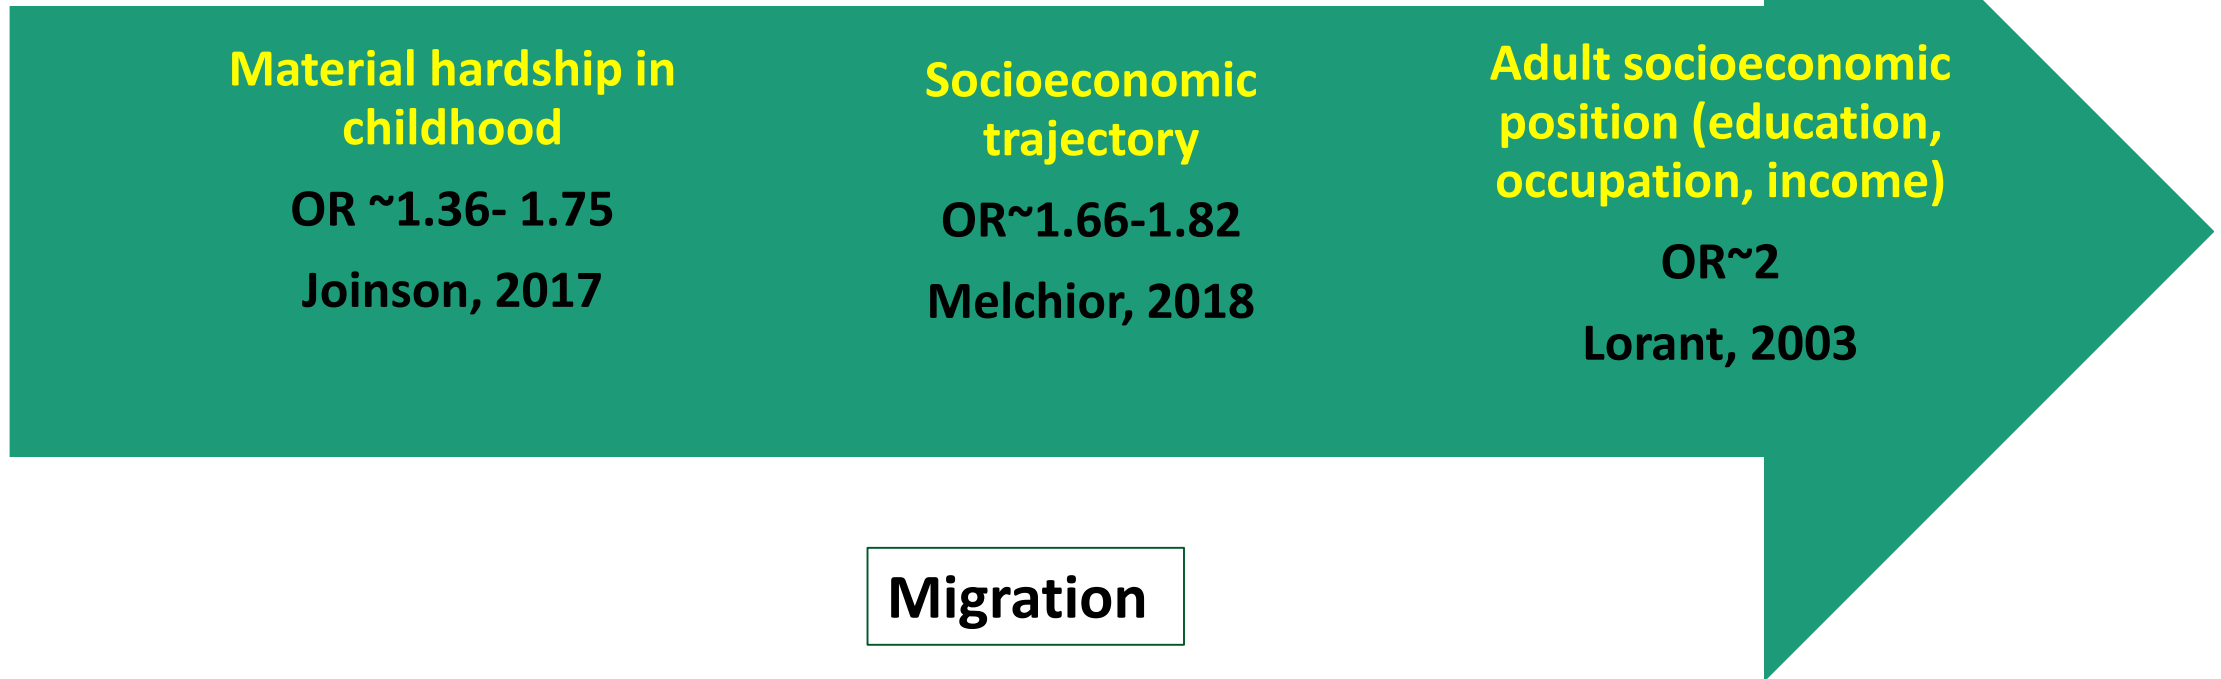 Material hardship in
childhood
OR ~1.36- 1.75
Joinson, 2017
Socioeconomic
trajectory
OR~1.66-1.82
Melchior, 2018
Adult socioeconomic
position (education,
occupation, income)
OR~2
Lorant, 2003
Migration